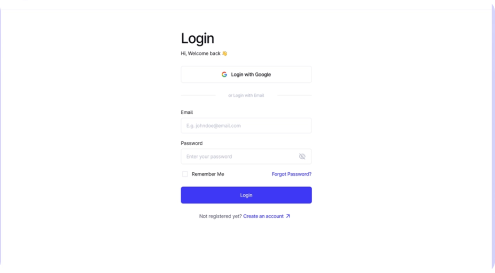 Login
Hi, Welcome back 👋
Login with Google
or Login with Email
Email
E.g. johndoe@email.com
Password
Enter your password
Remember Me
Forgot Password?
Login
Not registered yet? Create an account ↗